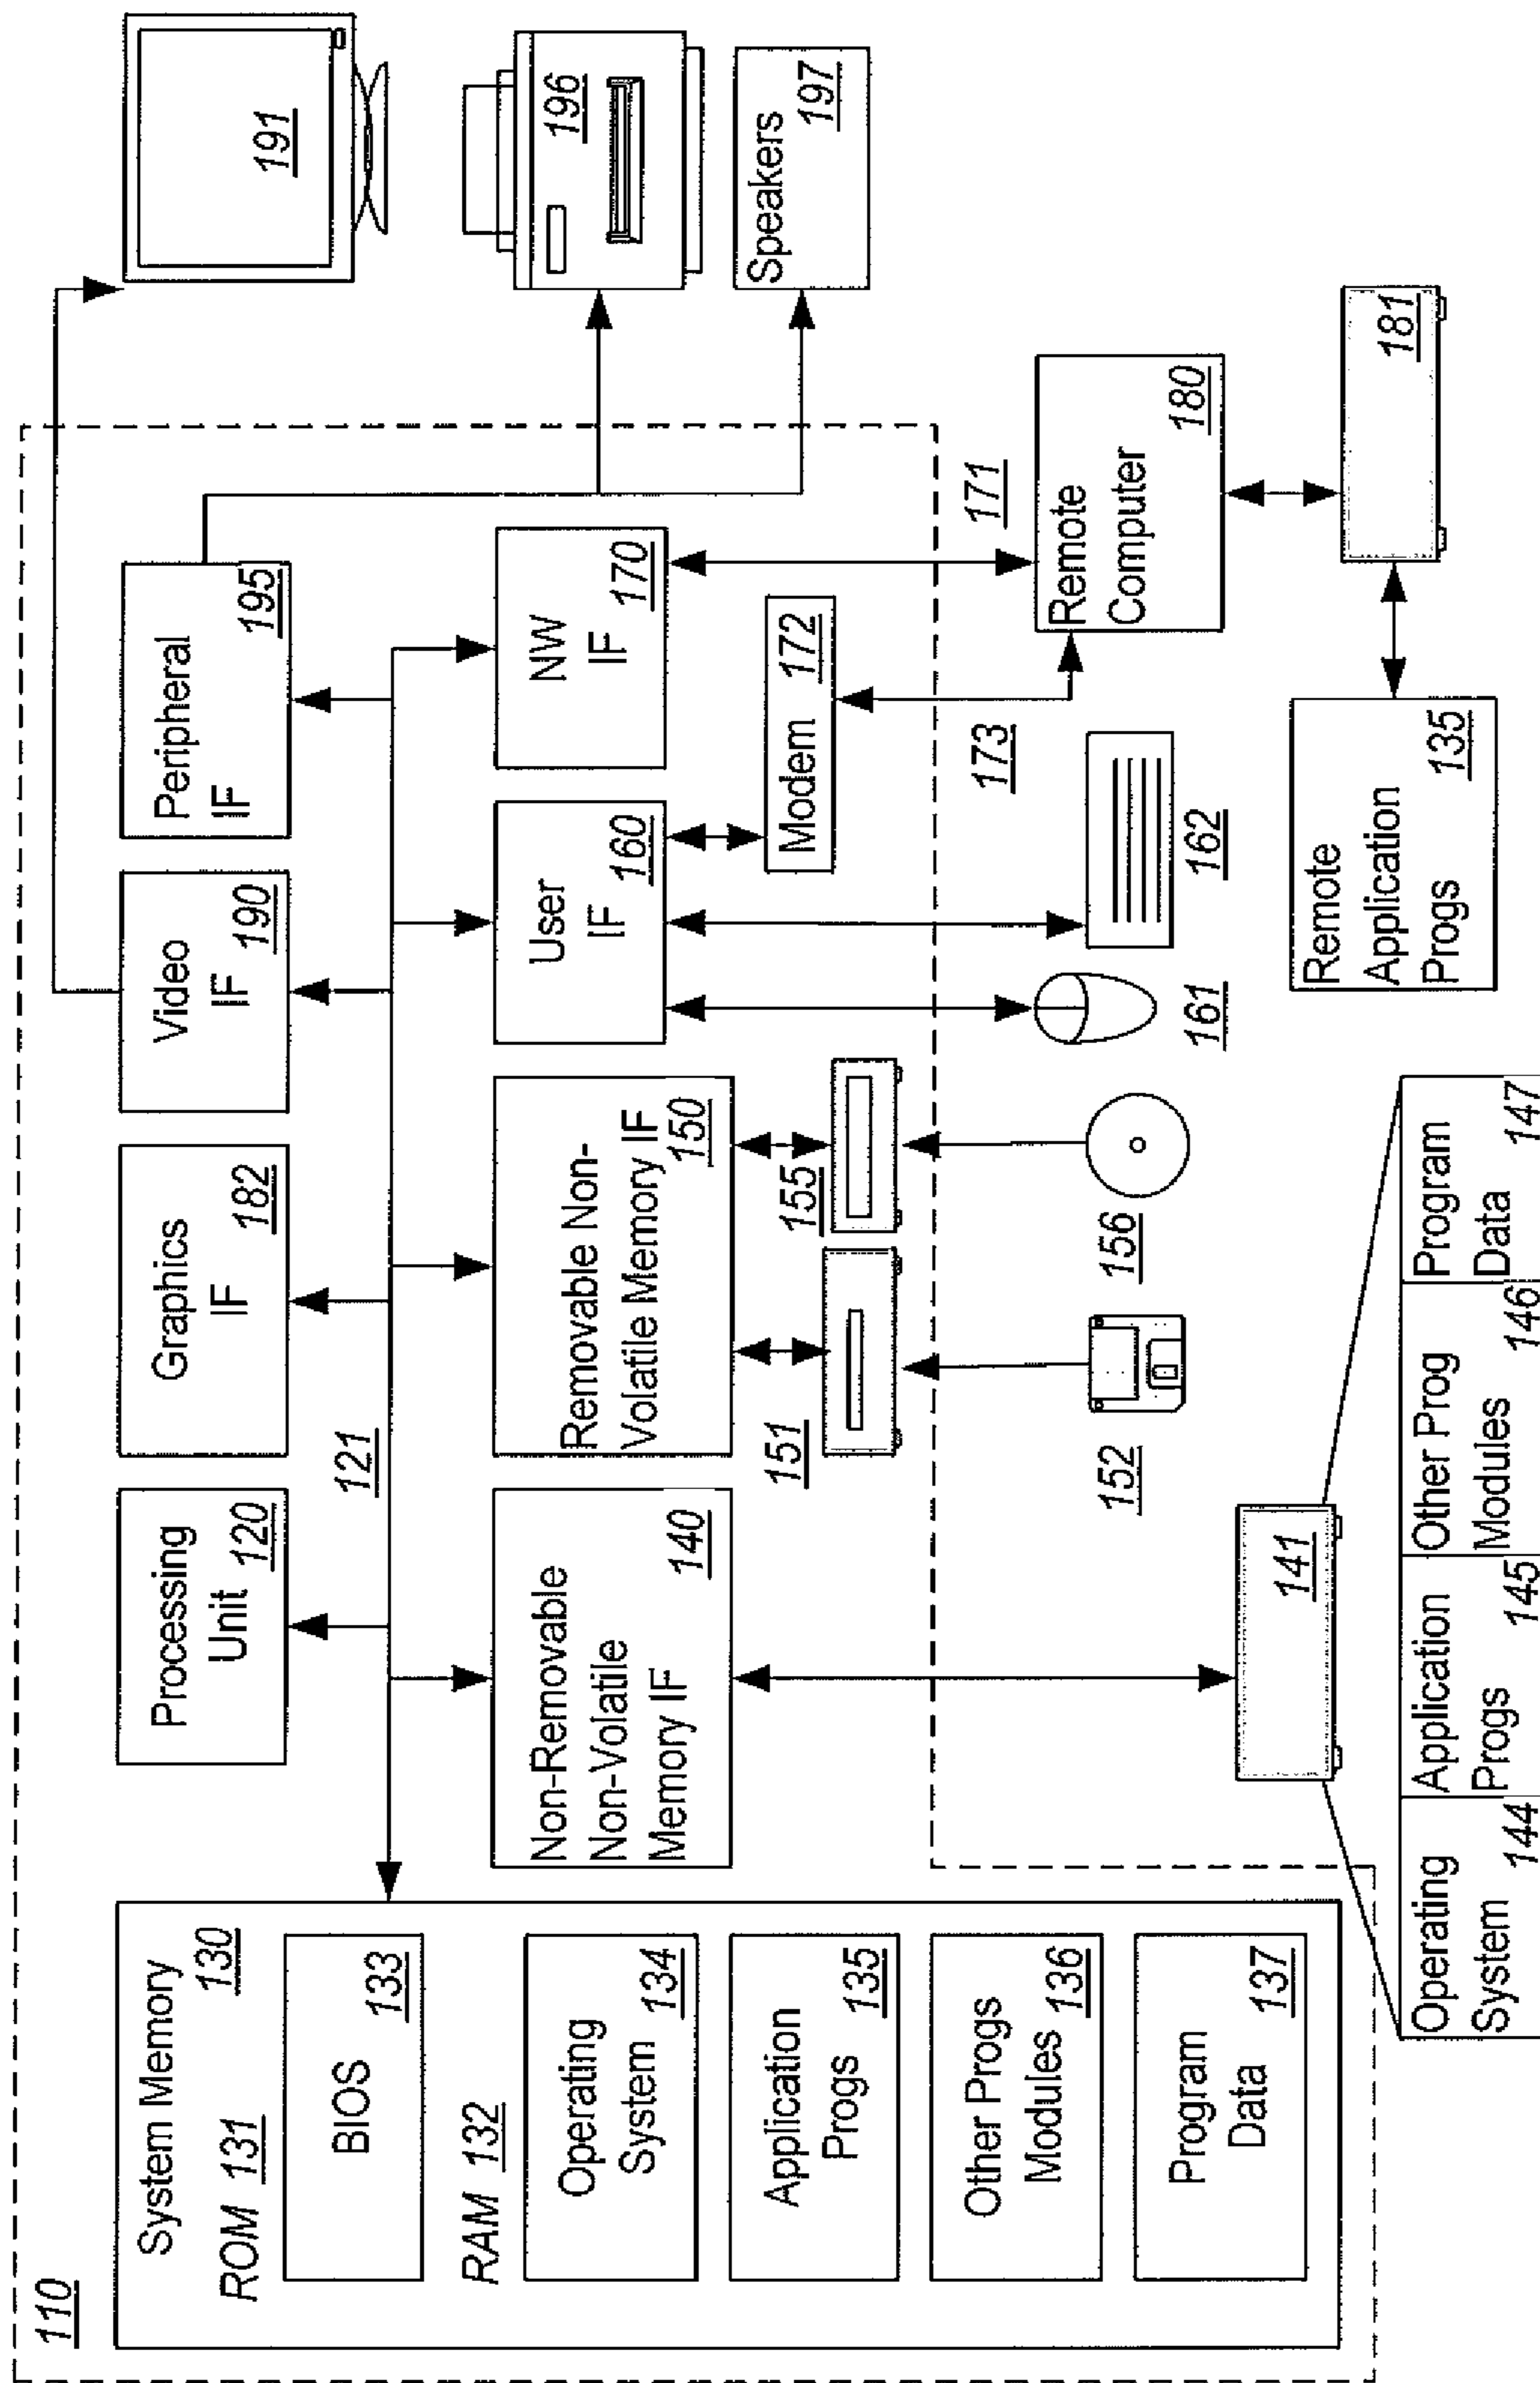 110
System Memory
130
ROM 131
BIOS
133
RAM 132
Operating
System 134
Application
Progs 135
Other Progs
Modules 136
Program
Data 137
Processing
Unit 120
Graphics
IF 182
Video
IF 190
Peripheral
IF 195
121
Non-Removable
Non-Volatile
Memory IF
140
Removable Non-
Volatile Memory IF
150
User
IF 160
NW
IF 170
151
155
Modem 172
152
156
161
162
173
171
191
196
Speakers
197
Remote
Computer
180
181
Remote
Application
Progs 135
141
Operating
System 144
Application
Progs 145
Other Prog
Modules 146
Program
Data 147